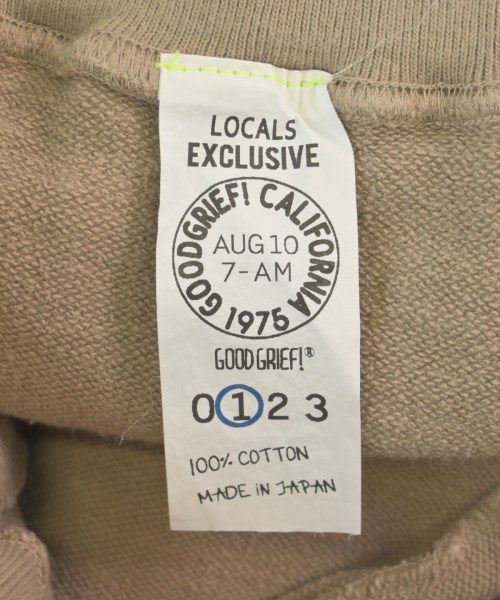 LOCALS
EXCLUSIVE
GOODGRIEF! CALIFORNIA
AUG 10
7-AM
1975
GOOD GRIEF!®
0 1 2 3
100% COTTON
MADE iN JAPAN